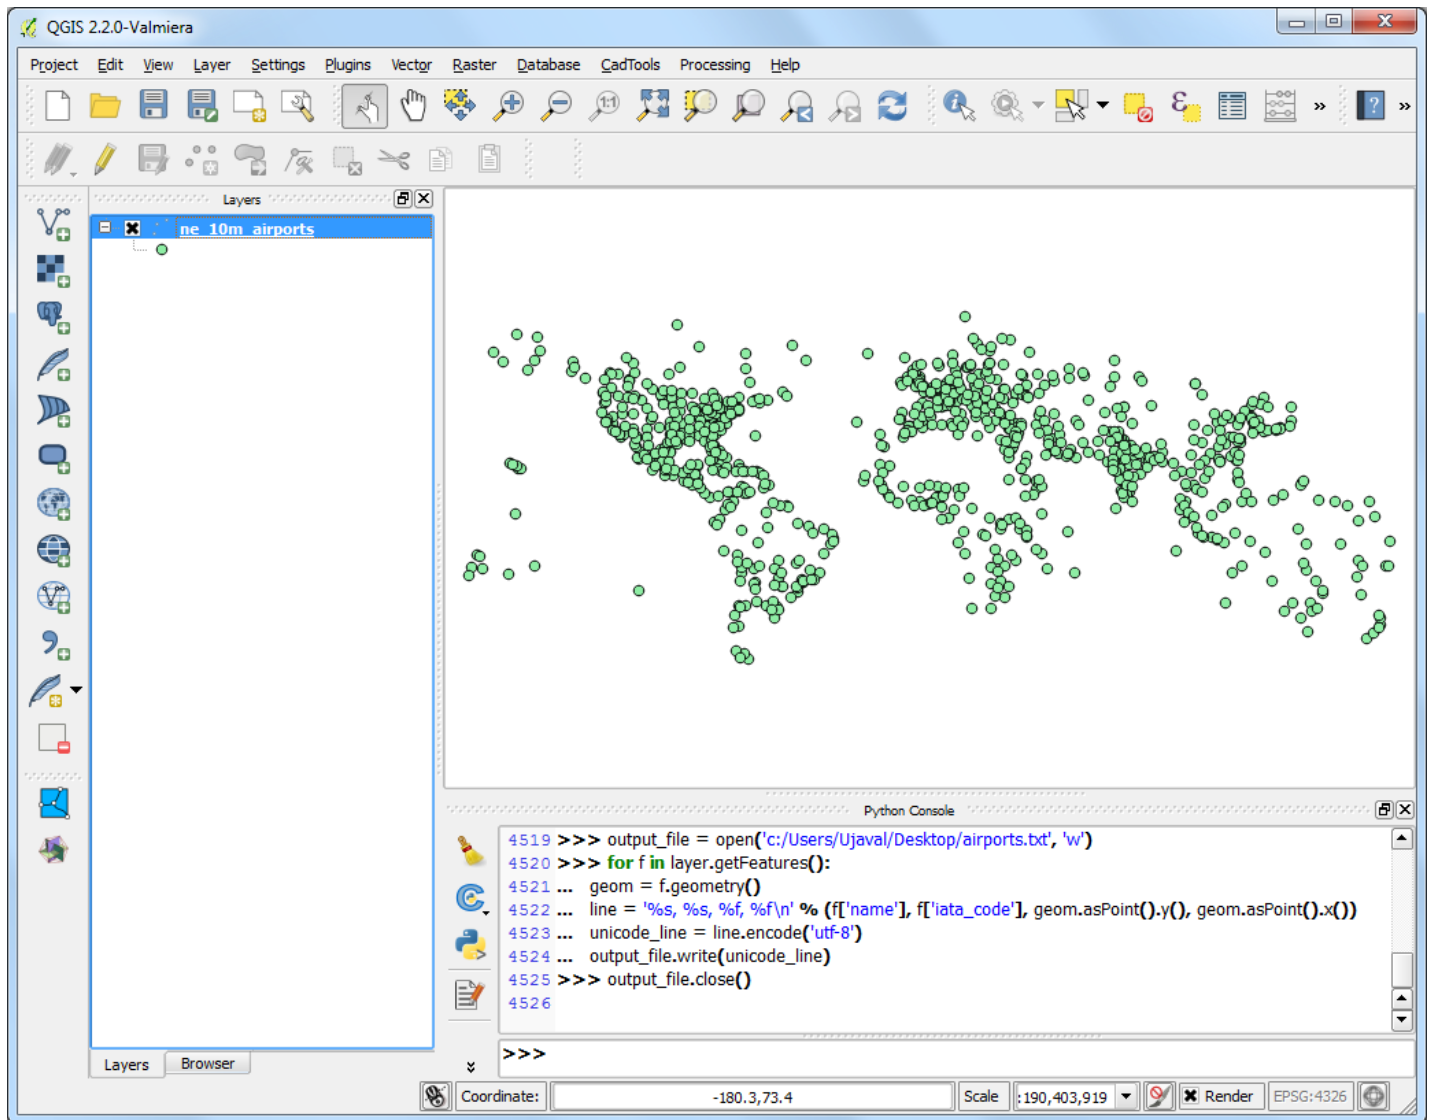 QGIS 2.2.0-Valmiera
Project Edit View Layer Settings Plugins Vector Raster Database CadTools Processing Help
1:1
ε
?
» »
Layers
ne_10m_airports
Python Console
4519 >>> output_file = open('c:/Users/Ujaval/Desktop/airports.txt', 'w')
4520 >>> for f in layer.getFeatures():
4521 ... geom = f.geometry()
4522 ... line = '%s, %s, %f, %f\n' % (f['name'], f['iata_code'], geom.asPoint().y(), geom.asPoint().x())
4523 ... unicode_line = line.encode('utf-8')
4524 ... output_file.write(unicode_line)
4525 >>> output_file.close()
4526
>>>
Layers Browser
Coordinate: -180.3,73.4 Scale :190,403,919 Render EPSG:4326